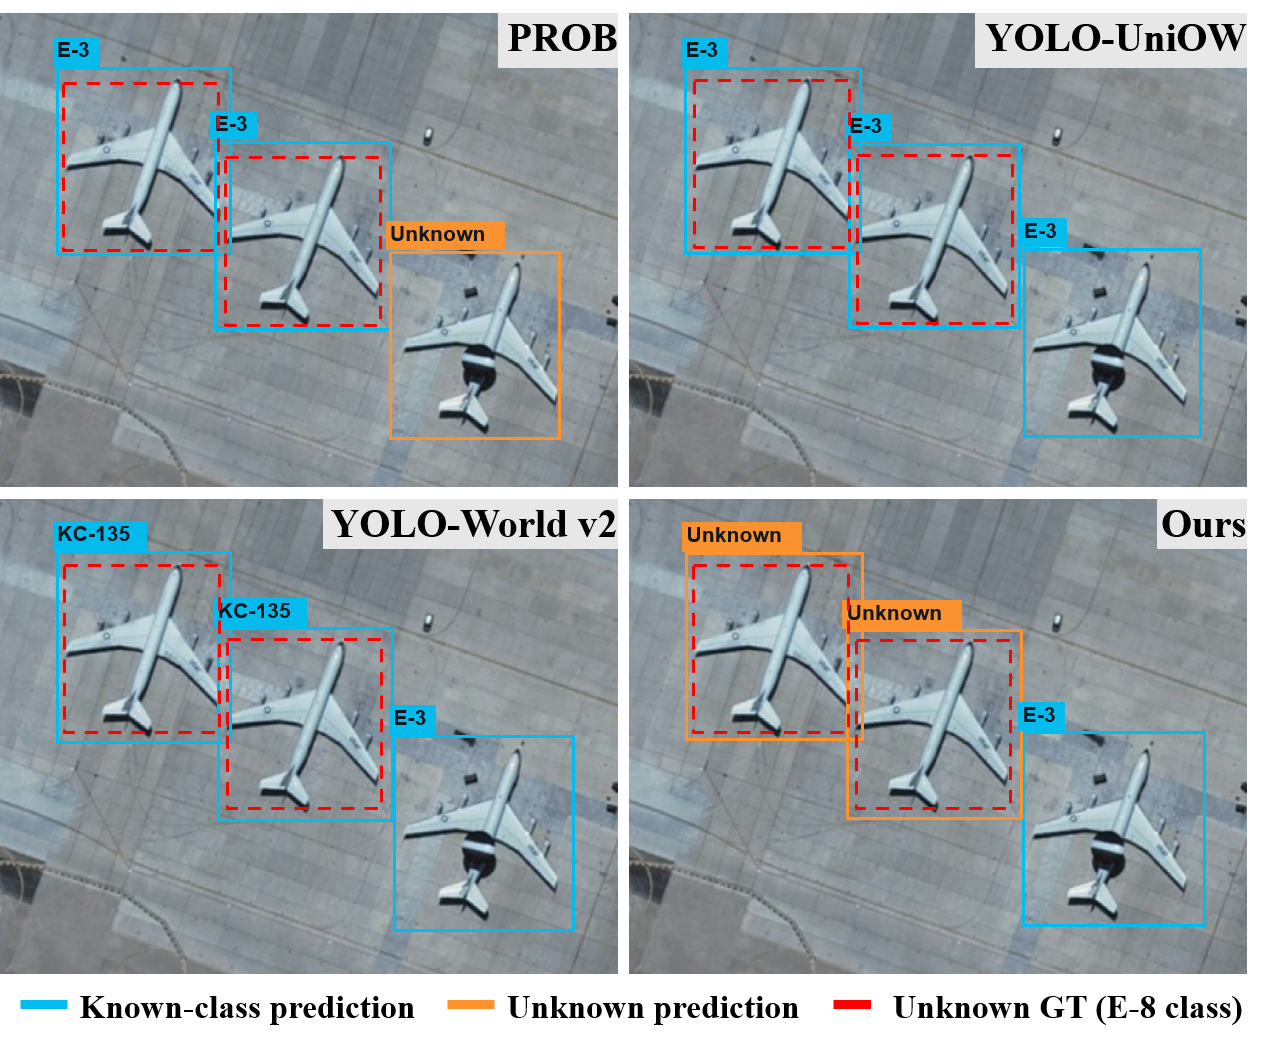 PROB
E-3
E-3
Unknown
YOLO-UniOW
E-3
E-3
E-3
YOLO-World v2
KC-135
KC-135
E-3
Ours
Unknown
Unknown
E-3
Known-class prediction
Unknown prediction
Unknown GT (E-8 class)